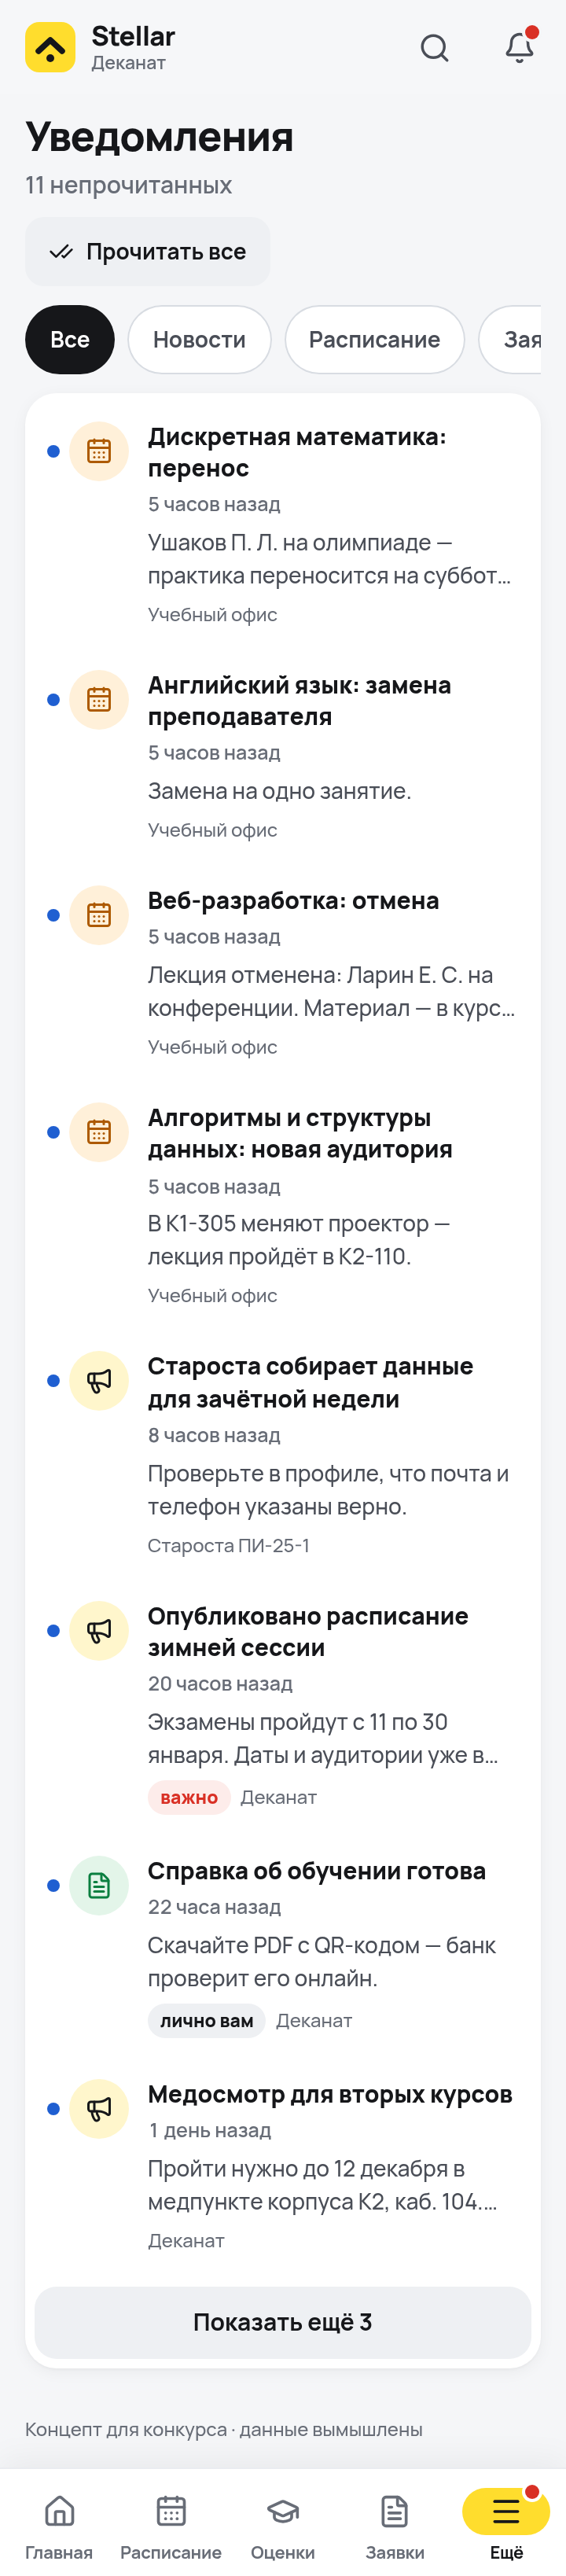 Stellar
Деканат
Уведомления
11 непрочитанных
Прочитать все
Все
Новости
Расписание
Зая
Дискретная математика:
перенос
5 часов назад
Ушаков П. Л. на олимпиаде —
практика переносится на суббот…
Учебный офис
Английский язык: замена
преподавателя
5 часов назад
Замена на одно занятие.
Учебный офис
Веб-разработка: отмена
5 часов назад
Лекция отменена: Ларин Е. С. на
конференции. Материал — в курс…
Учебный офис
Алгоритмы и структуры
данных: новая аудитория
5 часов назад
В К1-305 меняют проектор —
лекция пройдёт в К2-110.
Учебный офис
Староста собирает данные
для зачётной недели
8 часов назад
Проверьте в профиле, что почта и
телефон указаны верно.
Староста ПИ-25-1
Опубликовано расписание
зимней сессии
20 часов назад
Экзамены пройдут с 11 по 30
января. Даты и аудитории уже в…
важно
Деканат
Справка об обучении готова
22 часа назад
Скачайте PDF с QR-кодом — банк
проверит его онлайн.
лично вам
Деканат
Медосмотр для вторых курсов
1 день назад
Пройти нужно до 12 декабря в
медпункте корпуса К2, каб. 104.…
Деканат
Показать ещё 3
Концепт для конкурса · данные вымышлены
Главная
Расписание
Оценки
Заявки
Ещё